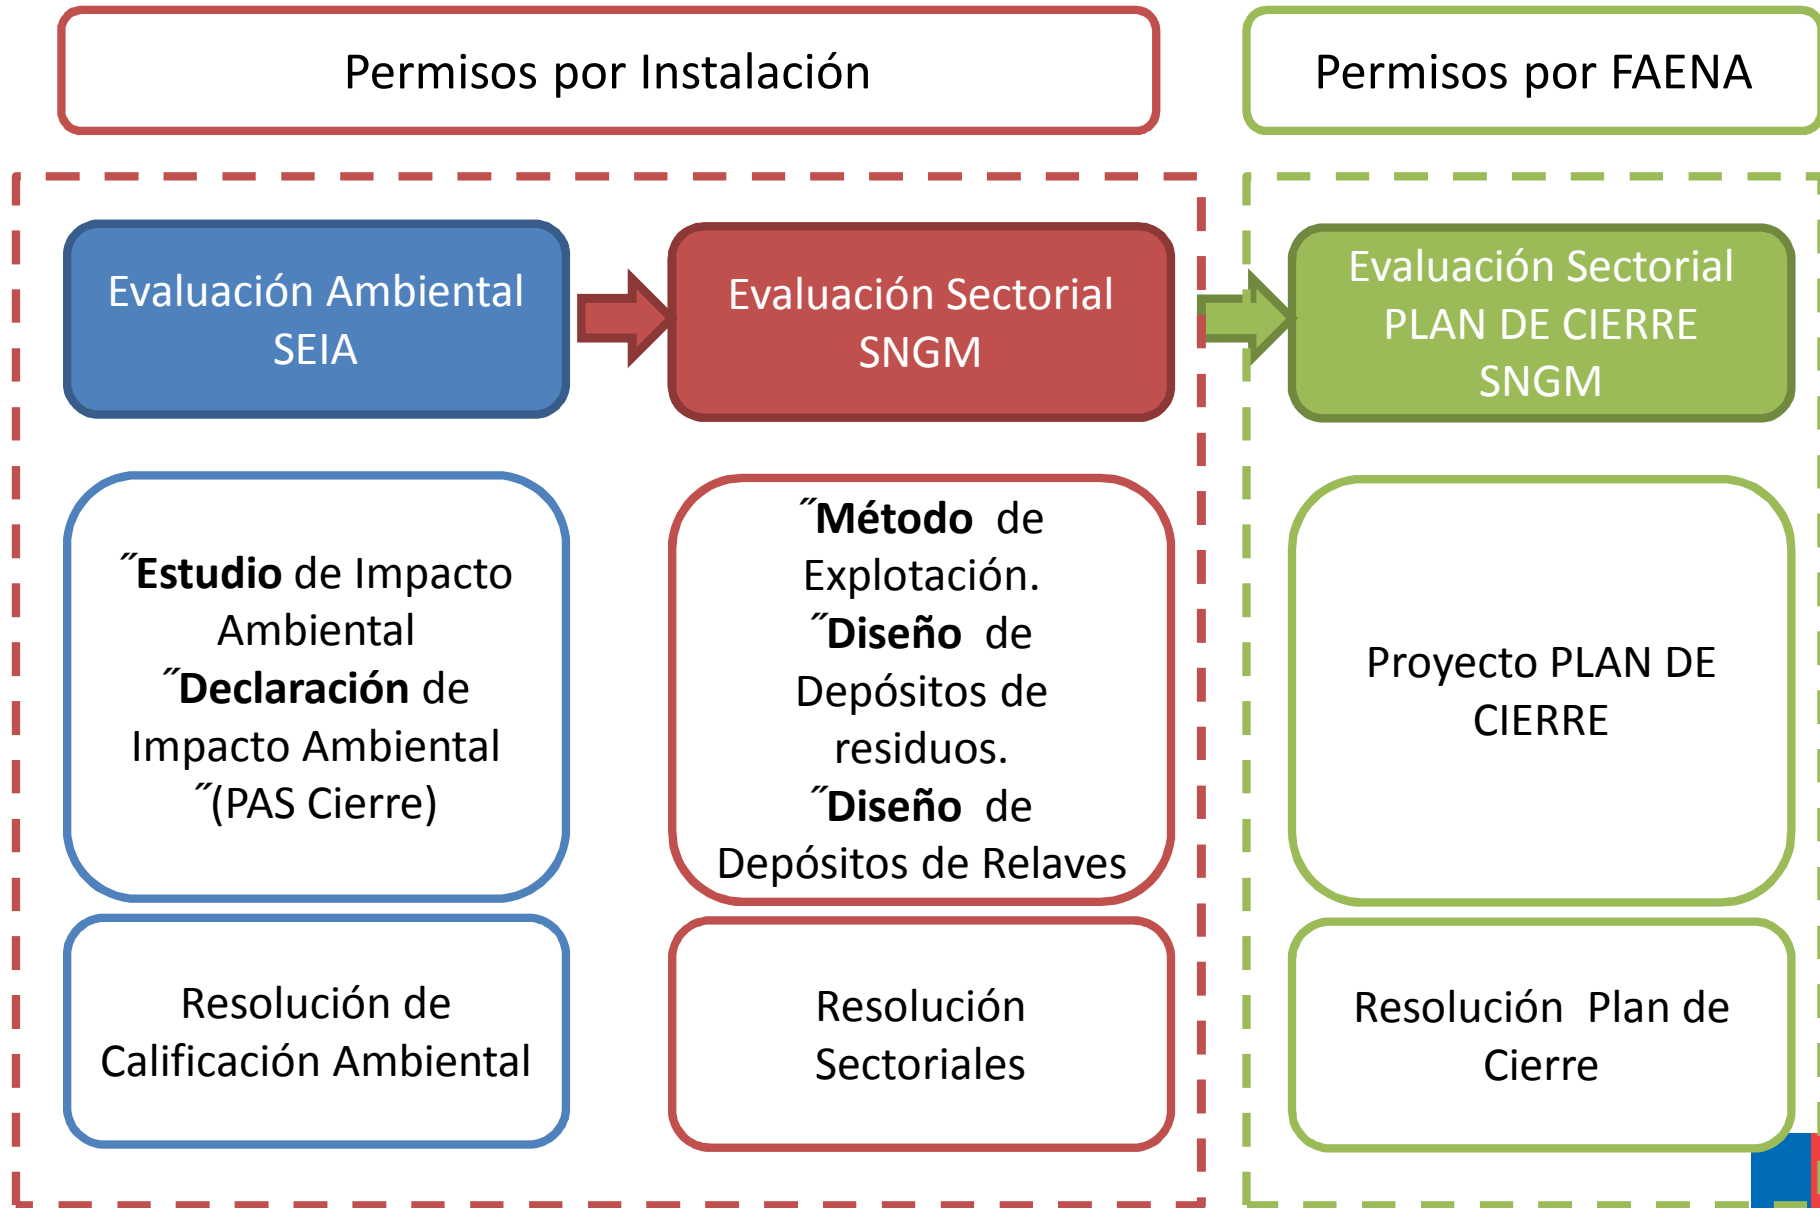 Permisos por Instalación
Permisos por FAENA
Evaluación Ambiental
SEIA
Evaluación Sectorial
SNGM
Evaluación Sectorial
PLAN DE CIERRE
SNGM
˝Estudio de Impacto
Ambiental
˝Declaración de
Impacto Ambiental
˝(PAS Cierre)
˝Método de
Explotación.
˝Diseño de
Depósitos de
residuos.
˝Diseño de
Depósitos de Relaves
Proyecto PLAN DE
CIERRE
Resolución de
Calificación Ambiental
Resolución
Sectoriales
Resolución Plan de
Cierre